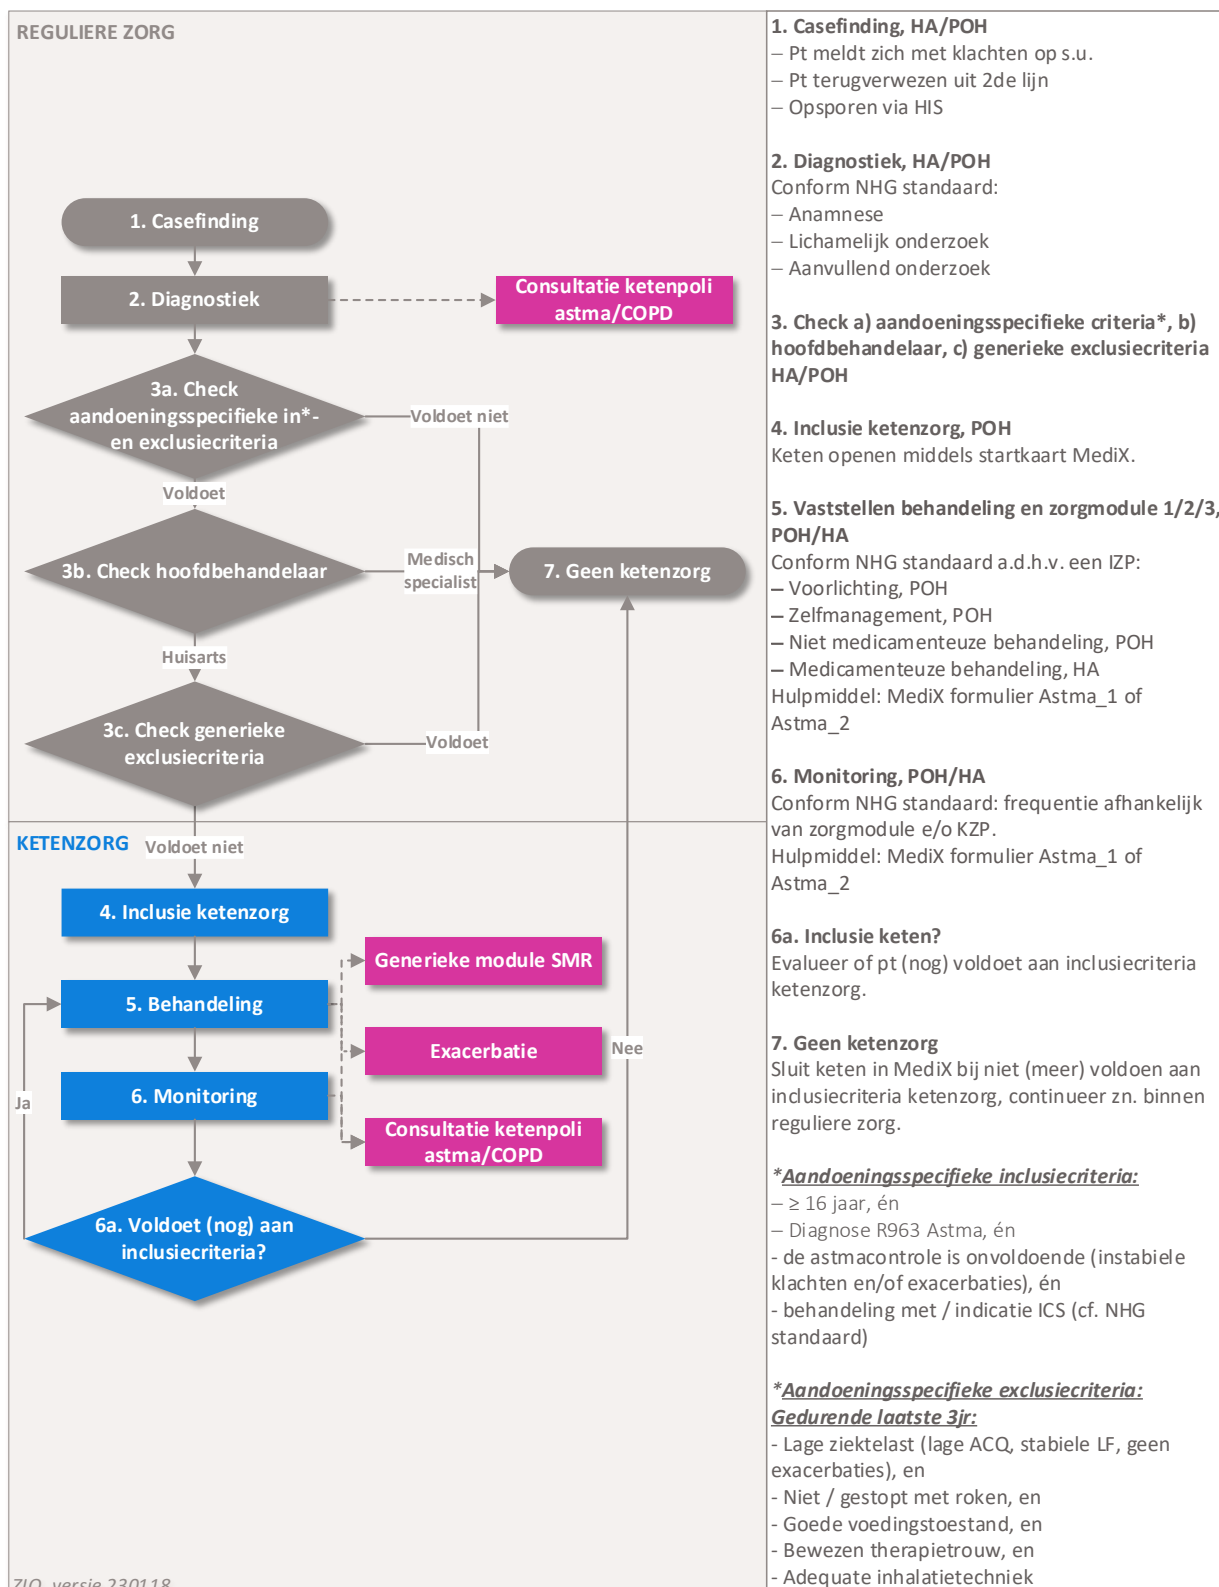 REGULIERE ZORG
1. Casefinding
2. Diagnostiek
Consultatie ketenpoli
astma/COPD
3a. Check
aandoeningsspecifieke in*-
en exclusiecriteria
Voldoet niet
Voldoet
3b. Check hoofdbehandelaar
Medisch
specialist
7. Geen ketenzorg
Huisarts
3c. Check generieke
exclusiecriteria
Voldoet
KETENZORG
Voldoet niet
4. Inclusie ketenzorg
Generieke module SMR
5. Behandeling
Exacerbatie
Nee
6. Monitoring
Ja
Consultatie ketenpoli
astma/COPD
6a. Voldoet (nog) aan
inclusiecriteria?
ZIO, versie 230118
1. Casefinding, HA/POH
– Pt meldt zich met klachten op s.u.
– Pt terugverwezen uit 2de lijn
– Opsporen via HIS
2. Diagnostiek, HA/POH
Conform NHG standaard:
– Anamnese
– Lichamelijk onderzoek
– Aanvullend onderzoek
3. Check a) aandoeningsspecifieke criteria*, b)
hoofdbehandelaar, c) generieke exclusiecriteria
HA/POH
4. Inclusie ketenzorg, POH
Keten openen middels startkaart MediX.
5. Vaststellen behandeling en zorgmodule 1/2/3,
POH/HA
Conform NHG standaard a.d.h.v. een IZP:
– Voorlichting, POH
– Zelfmanagement, POH
– Niet medicamenteuze behandeling, POH
– Medicamenteuze behandeling, HA
Hulpmiddel: MediX formulier Astma_1 of
Astma_2
6. Monitoring, POH/HA
Conform NHG standaard: frequentie afhankelijk
van zorgmodule e/o KZP.
Hulpmiddel: MediX formulier Astma_1 of
Astma_2
6a. Inclusie keten?
Evalueer of pt (nog) voldoet aan inclusiecriteria
ketenzorg.
7. Geen ketenzorg
Sluit keten in MediX bij niet (meer) voldoen aan
inclusiecriteria ketenzorg, continueer zn. binnen
reguliere zorg.
*Aandoeningsspecifieke inclusiecriteria:
– ≥ 16 jaar, én
– Diagnose R963 Astma, én
- de astmacontrole is onvoldoende (instabiele
klachten en/of exacerbaties), én
- behandeling met / indicatie ICS (cf. NHG
standaard)
*Aandoeningsspecifieke exclusiecriteria:
Gedurende laatste 3jr:
- Lage ziektelast (lage ACQ, stabiele LF, geen
exacerbaties), en
- Niet / gestopt met roken, en
- Goede voedingstoestand, en
- Bewezen therapietrouw, en
- Adequate inhalatietechniek